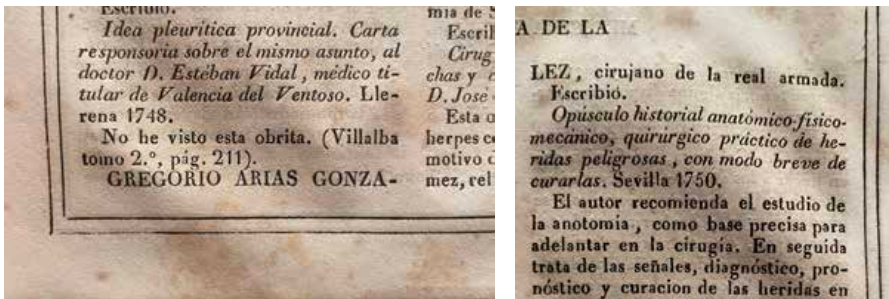 Escribió.
Idea pleuritica provincial. Carta
responsoria sobre el mismo asunto, al
doctor D. Estéban Vidal, médico ti-
tular de Valencia del Ventoso. Lle-
rena 1748.
No he visto esta obrita. (Villalba
tomo 2.º, pág. 211).
GREGORIO ARIAS GONZA-
mia de
Escri
Cirug
chas y
D. José
Esta o
herpes c
motivo
mez, rel
A DE LA
LEZ, cirujano de la real armada.
Escribió.
Opúsculo historial anatómico-físico-
mecánico, quirúrgico práctico de he-
ridas peligrosas, con modo breve de
curarlas. Sevilla 1750.
El autor recomienda el estudio de
la anotomia, como base precisa para
adelantar en la cirugía. En seguida
trata de las señales, diagnóstico, pro-
nóstico y curacion de las heridas en